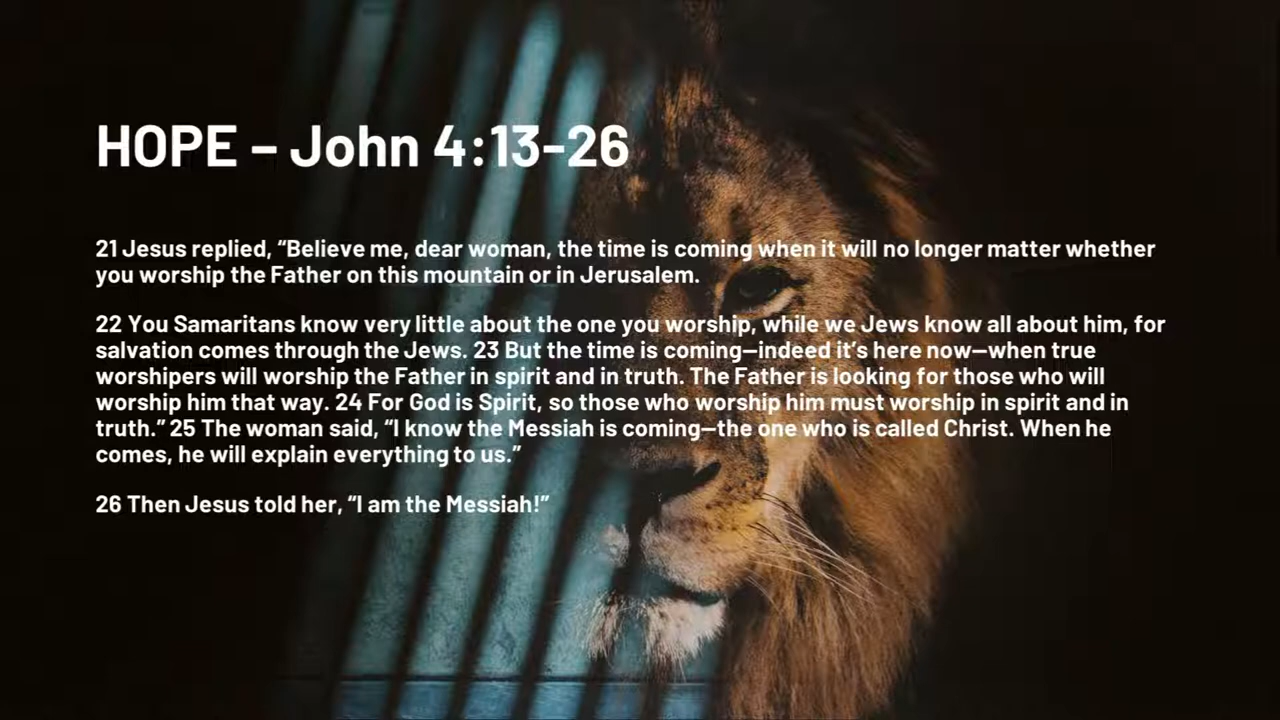 HOPE – John 4:13-26
21 Jesus replied, “Believe me, dear woman, the time is coming when it will no longer matter whether
you worship the Father on this mountain or in Jerusalem.
22 You Samaritans know very little about the one you worship, while we Jews know all about him, for
salvation comes through the Jews. 23 But the time is coming—indeed it’s here now—when true
worshipers will worship the Father in spirit and in truth. The Father is looking for those who will
worship him that way. 24 For God is Spirit, so those who worship him must worship in spirit and in
truth.” 25 The woman said, “I know the Messiah is coming—the one who is called Christ. When he
comes, he will explain everything to us.”
26 Then Jesus told her, “I am the Messiah!”